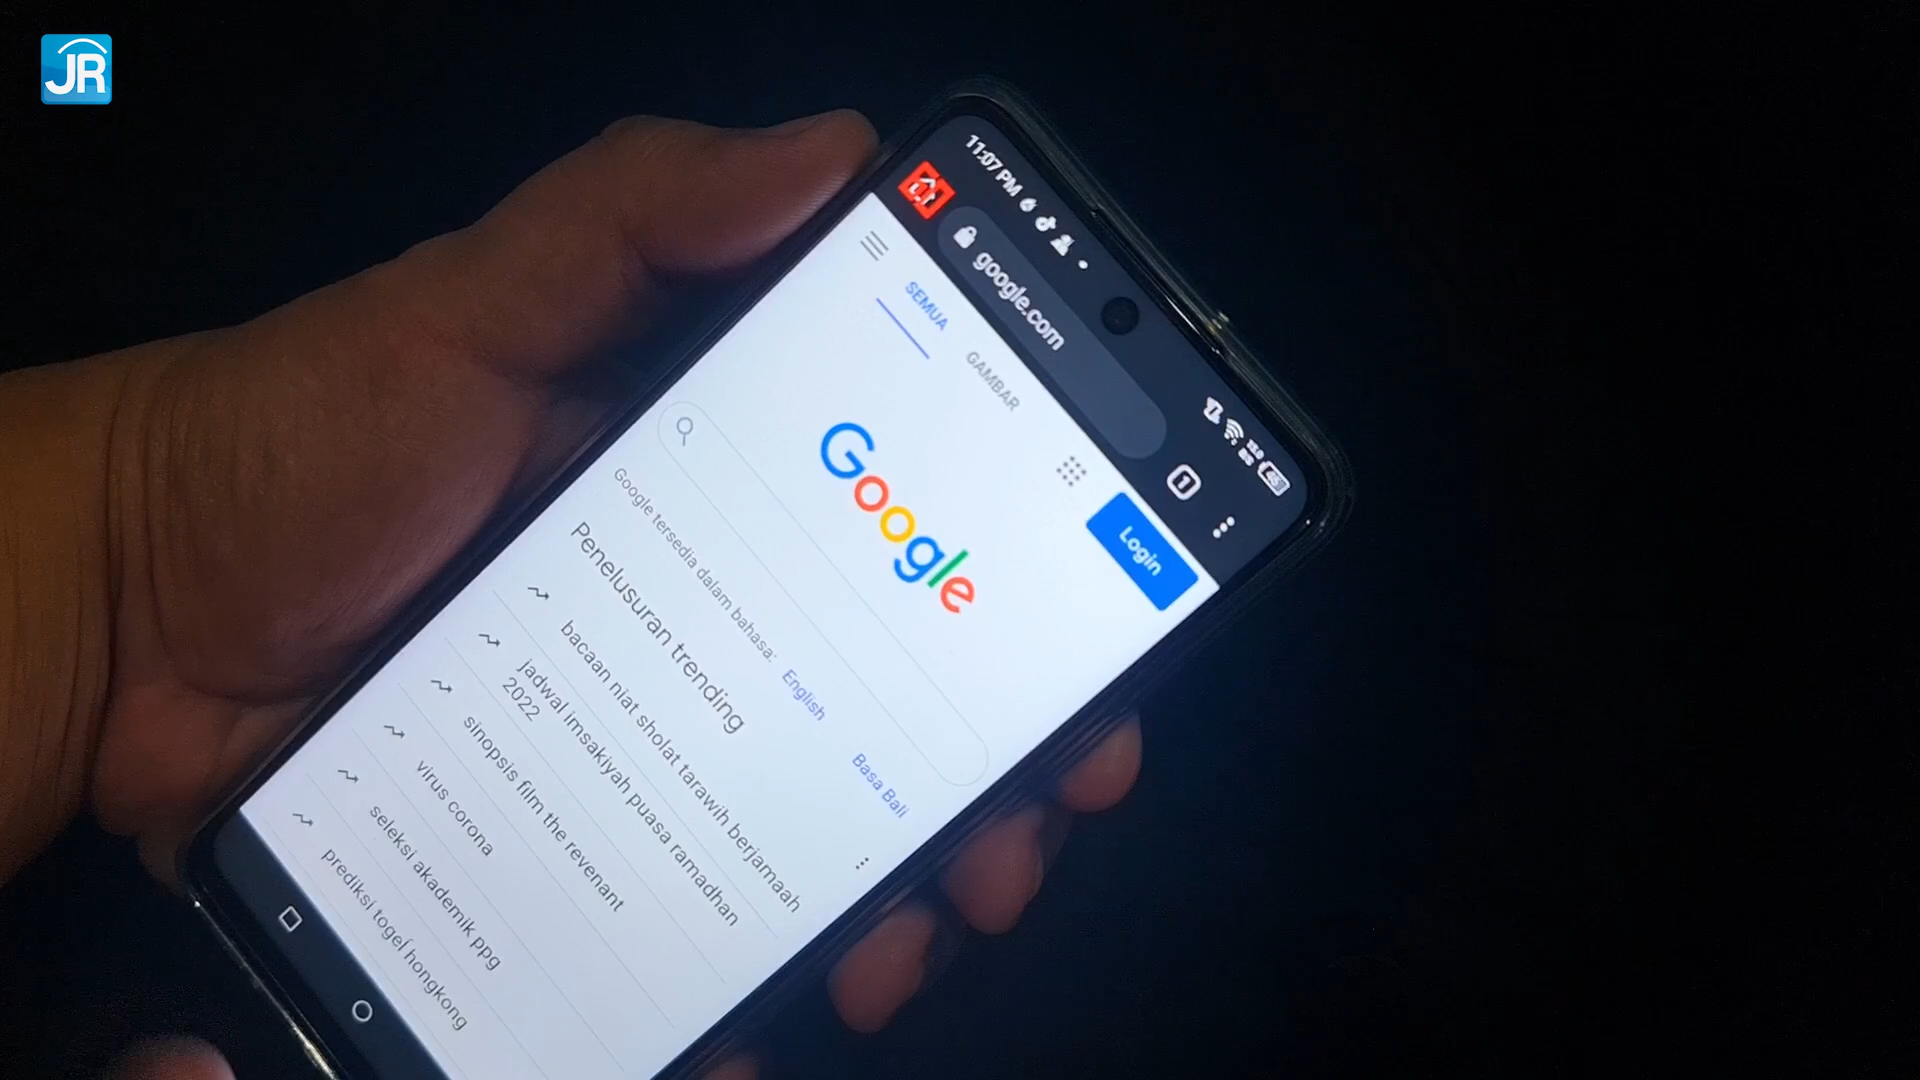 JR
11:07 PM
google.com
1
SEMUA
GAMBAR
Login
Google
Google tersedia dalam bahasa: English Basa Bali
Penelusuran trending
bacaan niat sholat tarawih berjamaah
jadwal imsakiyah puasa ramadhan
2022
sinopsis film the revenant
virus corona
seleksi akademik ppg
prediksi togel hongkong